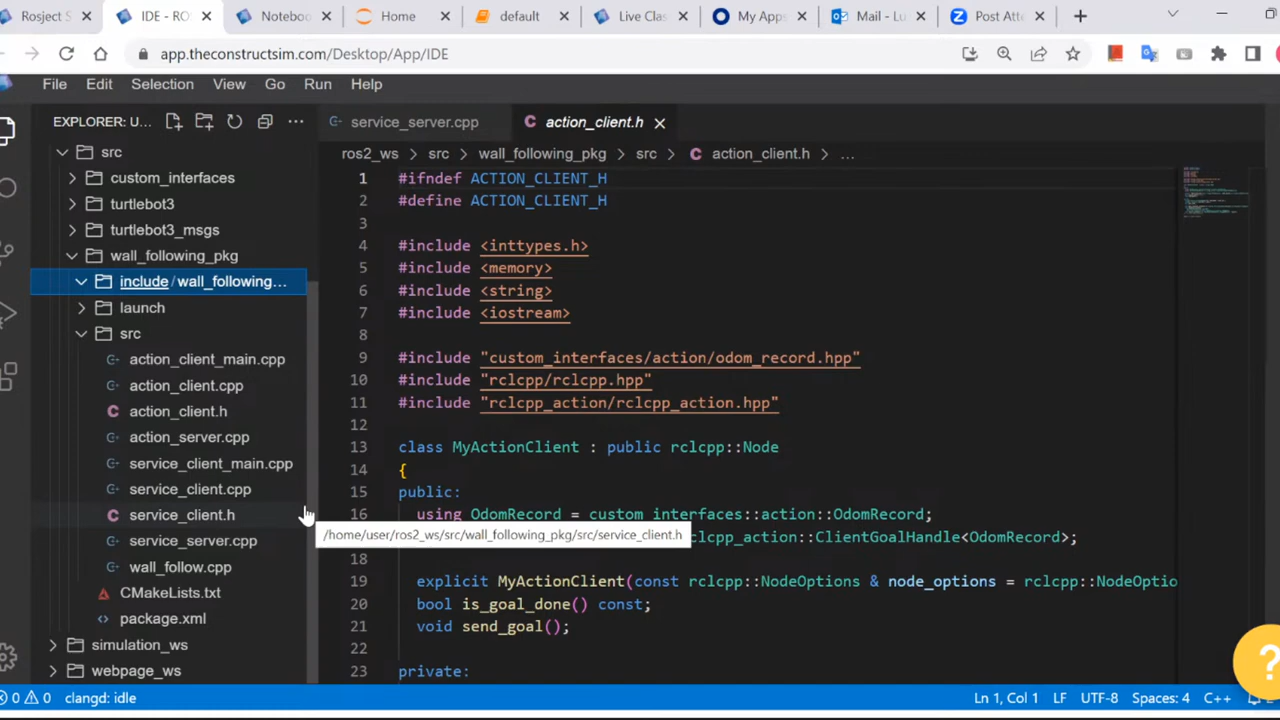 Rosject S
IDE - ROS
Noteboo
Home
default
Live Clas
My Apps
Mail - Lu
Post Atte
app.theconstructsim.com/Desktop/App/IDE
File Edit Selection View Go Run Help
EXPLORER: U...
service_server.cpp
action_client.h
ros2_ws > src > wall_following_pkg > src > action_client.h > ...
src
custom_interfaces
turtlebot3
turtlebot3_msgs
wall_following_pkg
include/wall_following...
launch
src
action_client_main.cpp
action_client.cpp
action_client.h
action_server.cpp
service_client_main.cpp
service_client.cpp
service_client.h
service_server.cpp
wall_follow.cpp
CMakeLists.txt
package.xml
simulation_ws
webpage_ws
1 #ifndef ACTION_CLIENT_H
2 #define ACTION_CLIENT_H
3
4 #include <inttypes.h>
5 #include <memory>
6 #include <string>
7 #include <iostream>
8
9 #include "custom_interfaces/action/odom_record.hpp"
10 #include "rclcpp/rclcpp.hpp"
11 #include "rclcpp_action/rclcpp_action.hpp"
12
13 class MyActionClient : public rclcpp::Node
14 {
15 public:
16 using OdomRecord = custom_interfaces::action::OdomRecord;
/home/user/ros2_ws/src/wall_following_pkg/src/service_client.h
rclcpp_action::ClientGoalHandle<OdomRecord>;
18
19 explicit MyActionClient(const rclcpp::NodeOptions & node_options = rclcpp::NodeOptio
20 bool is_goal_done() const;
21 void send_goal();
22
23 private:
0 0 clangd: idle
Ln 1, Col 1 LF UTF-8 Spaces: 4 C++
?